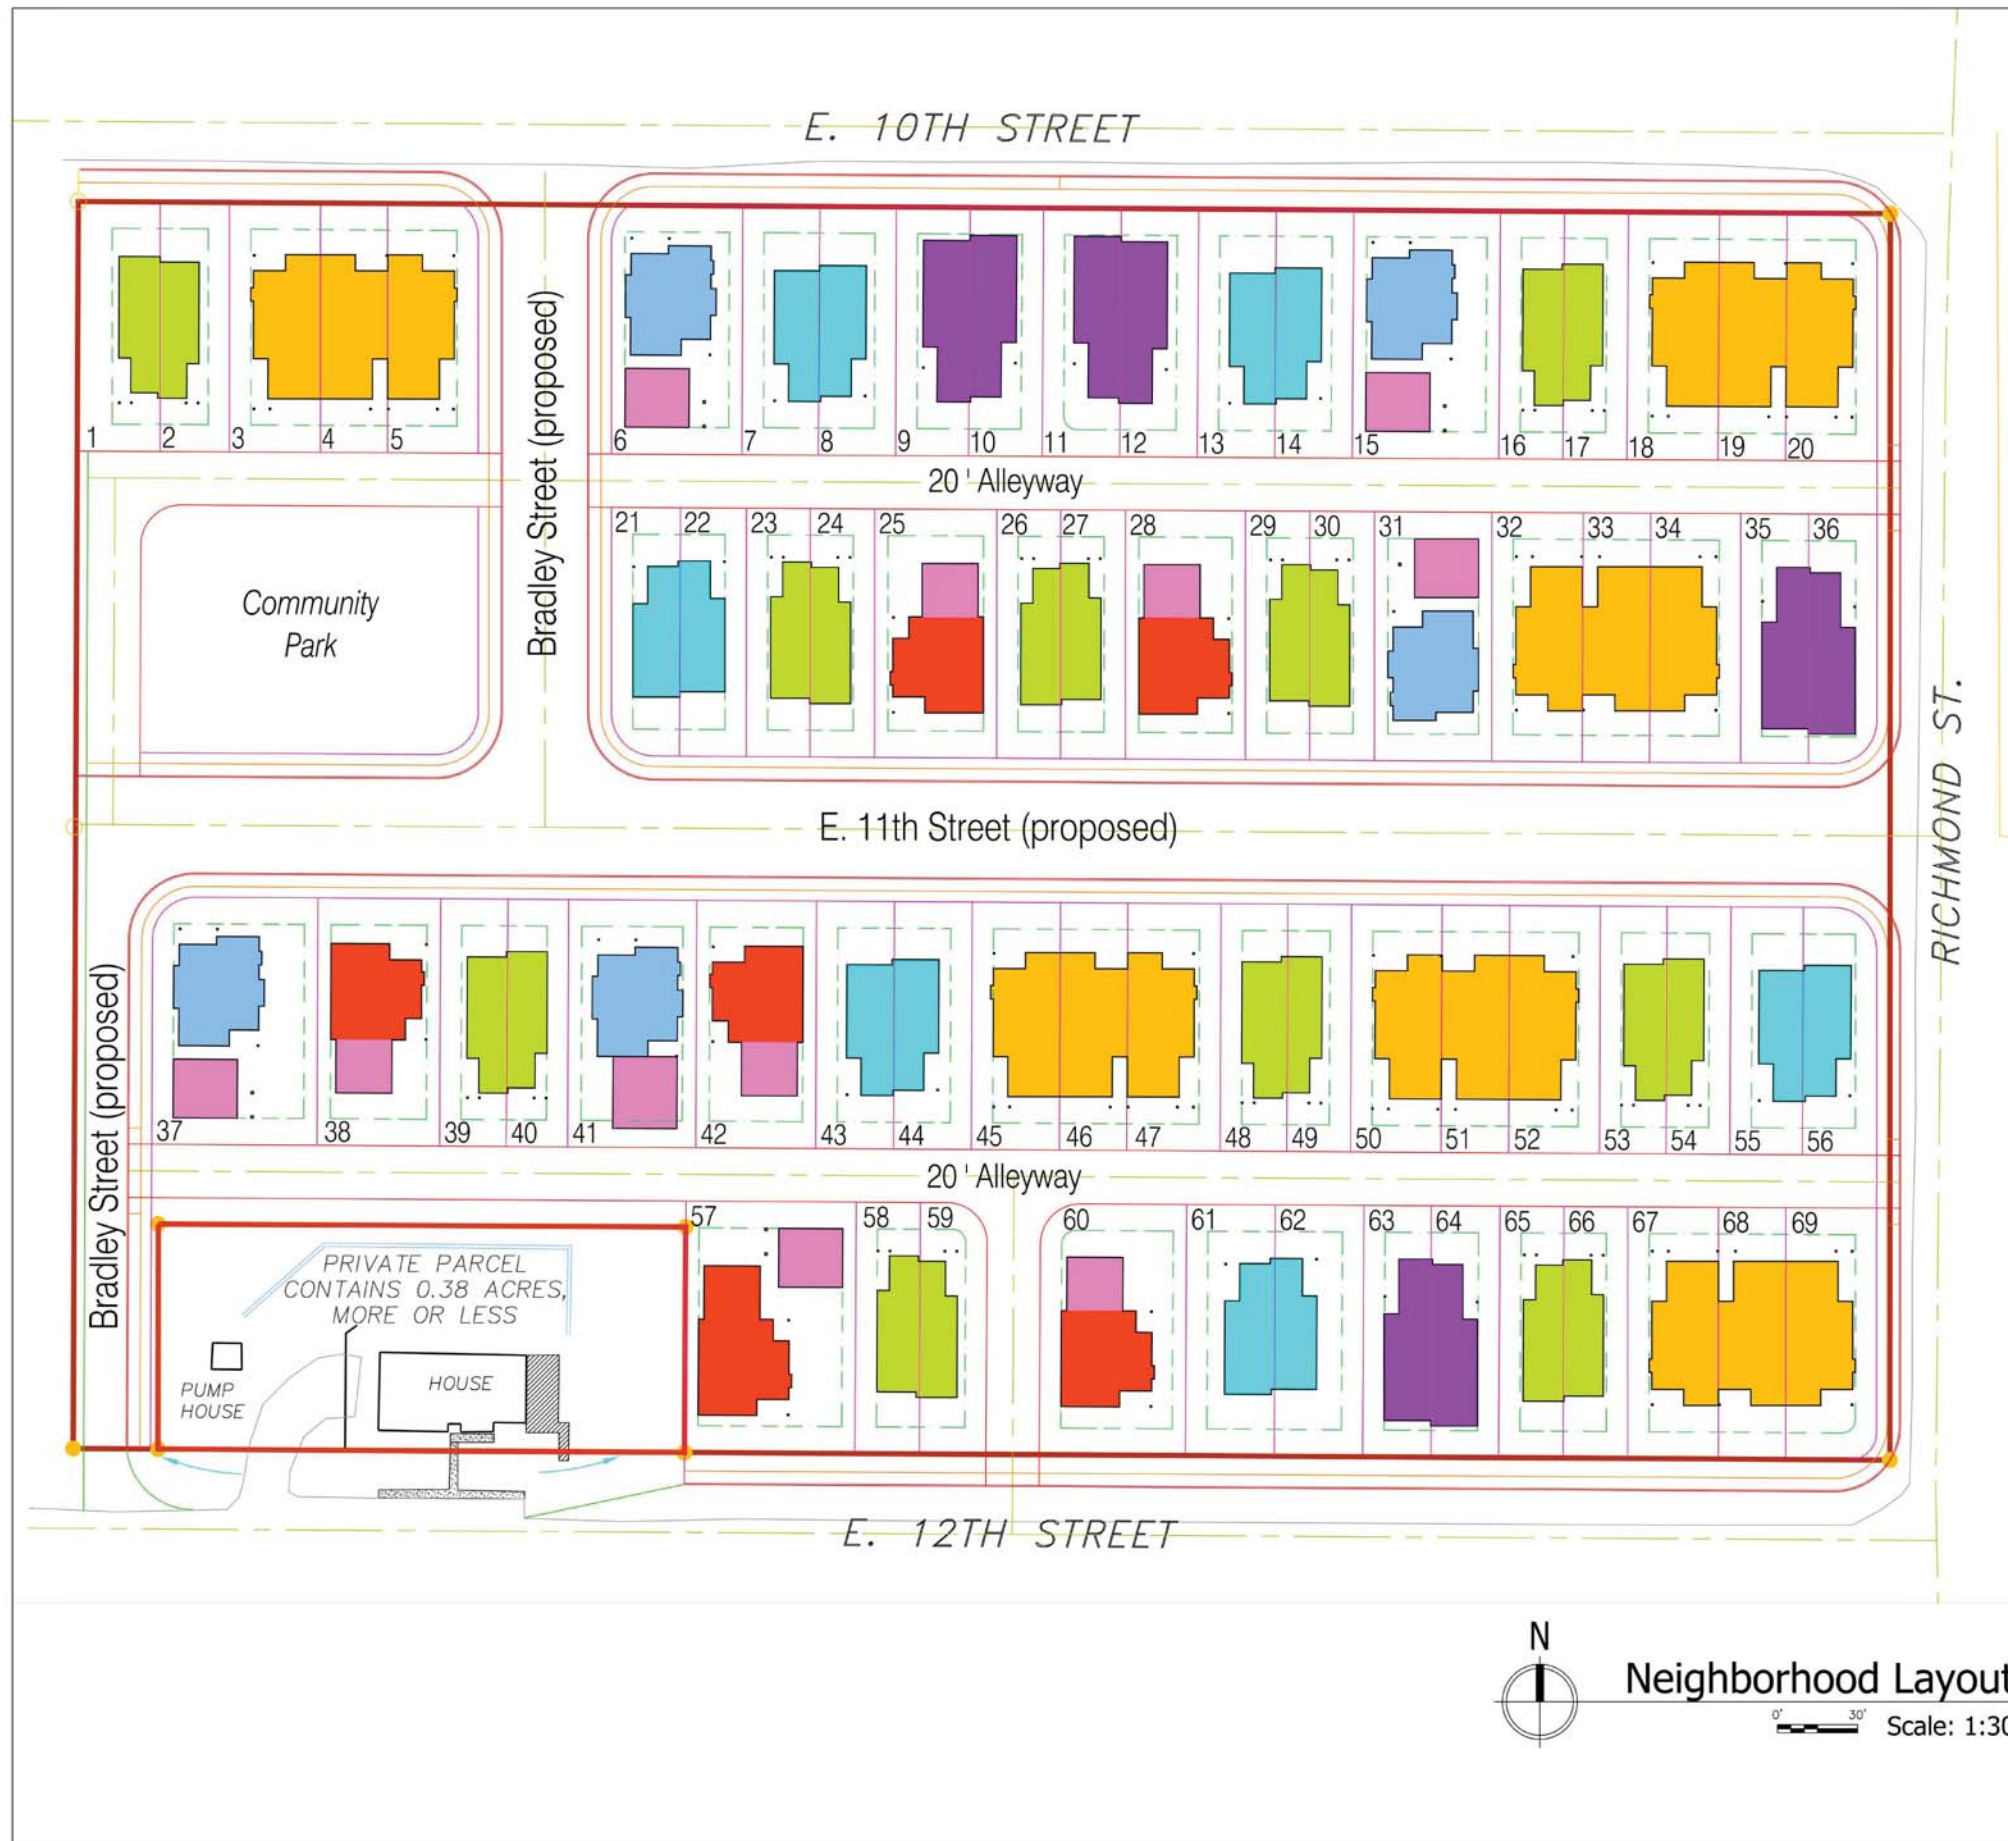 E. 10TH STREET
Bradley Street (proposed)
1 2 3 4 5 6 7 8 9 10 11 12 13 14 15 16 17 18 19 20
20 ' Alleyway
21 22 23 24 25 26 27 28 29 30 31 32 33 34 35 36
Community
Park
RICHMOND ST.
E. 11th Street (proposed)
Bradley Street (proposed)
37 38 39 40 41 42 43 44 45 46 47 48 49 50 51 52 53 54 55 56
20 ' Alleyway
57 58 59 60 61 62 63 64 65 66 67 68 69
PRIVATE PARCEL
CONTAINS 0.38 ACRES,
MORE OR LESS
PUMP
HOUSE
HOUSE
E. 12TH STREET
N
Neighborhood Layout
0' 30'
Scale: 1:30